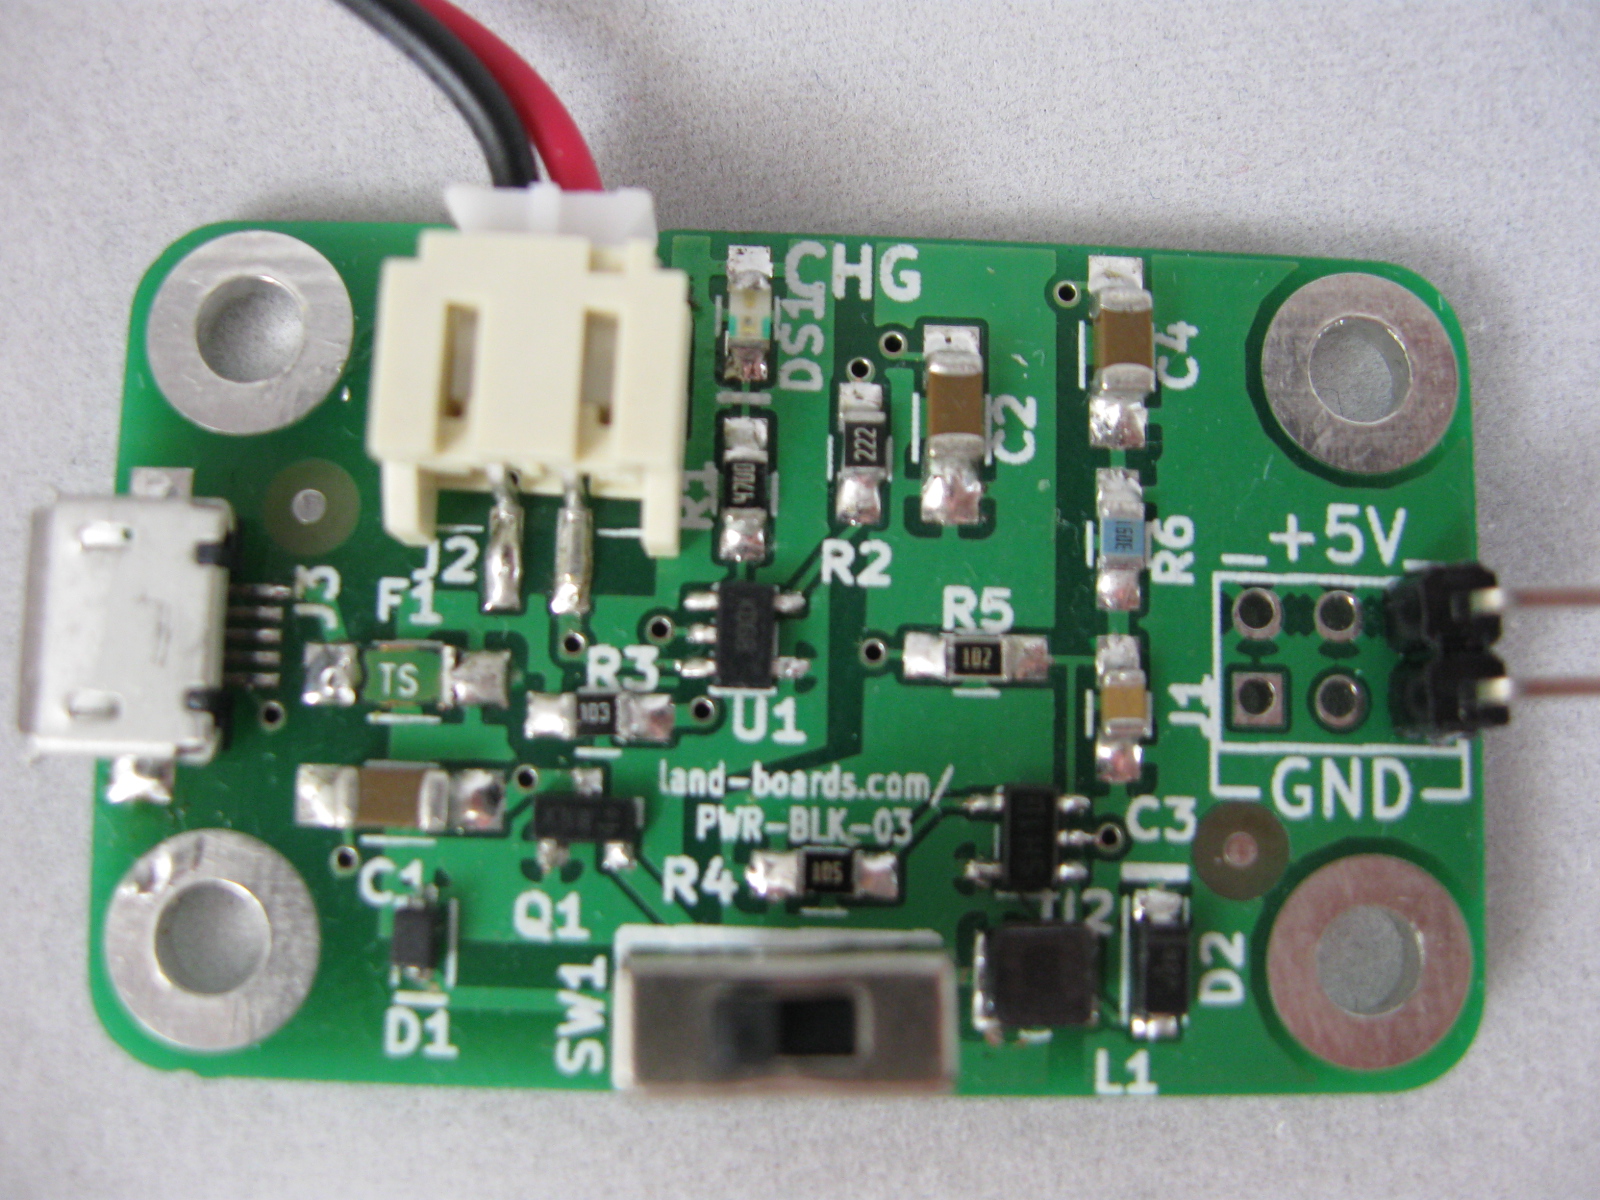 CHG
DS1
C4
C2
R1
4700
222
J2
R2
R6
+5V
J3
F1
TS
R5
102
R3
103
U1
J1
land-boards.com/
PWR-BLK-03
GND
C3
C1
R4
105
Q1
U2
D2
SW1
D1
L1